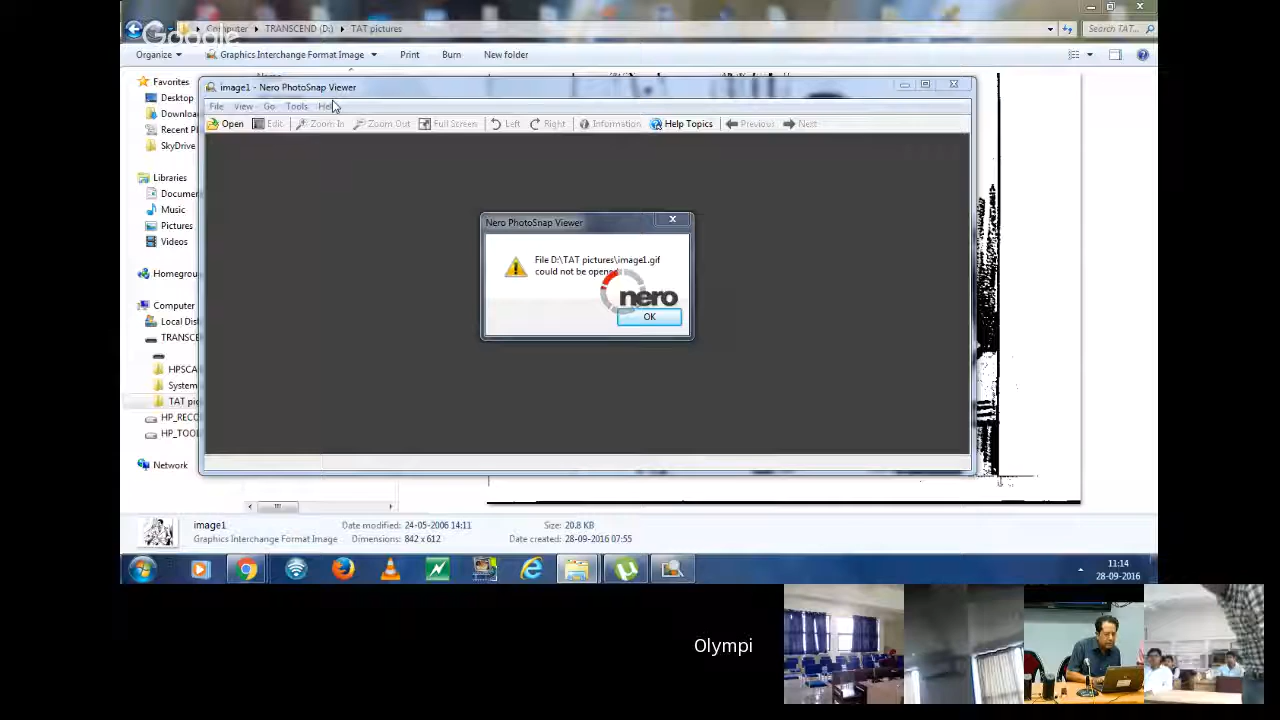 Google
Computer TRANSCEND (D:) TAT pictures
Search TAT...
Organize Graphics Interchange Format Image Print Burn New folder
Favorites
Desktop
SkyDrive
Libraries
Music
Pictures
Videos
Computer
Network
image1 - Nero PhotoSnap Viewer
File View Go Tools
Open Edit Zoom In Zoom Out Full Screen Left Right Information Help Topics Previous Next
Nero PhotoSnap Viewer
X
File D:\TAT pictures\image1.gif
could not be opene
nero
OK
image1 Date modified: 24-05-2006 14:11 Size: 20.8 KB
Graphics Interchange Format Image Dimensions: 842 x 612 Date created: 28-09-2016 07:55
11:14
28-09-2016
Olympi